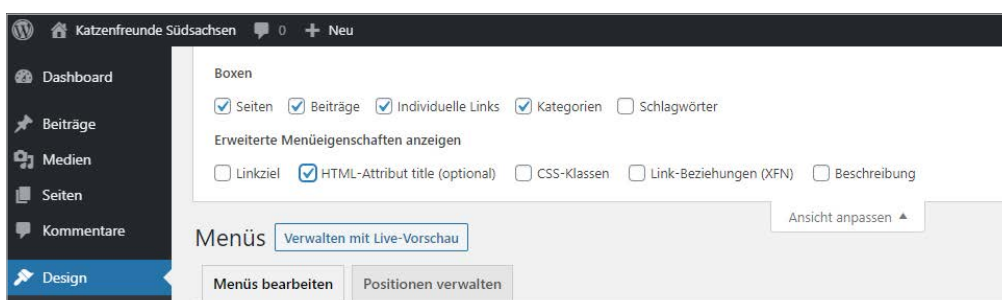 Katzenfreunde Südsachsen 0 + Neu
Dashboard
Beiträge
Medien
Seiten
Kommentare
Design
Boxen
Seiten Beiträge Individuelle Links Kategorien Schlagwörter
Erweiterte Menüeigenschaften anzeigen
Linkziel HTML-Attribut title (optional) CSS-Klassen Link-Beziehungen (XFN) Beschreibung
Ansicht anpassen ▲
Menüs Verwalten mit Live-Vorschau
Menüs bearbeiten Positionen verwalten